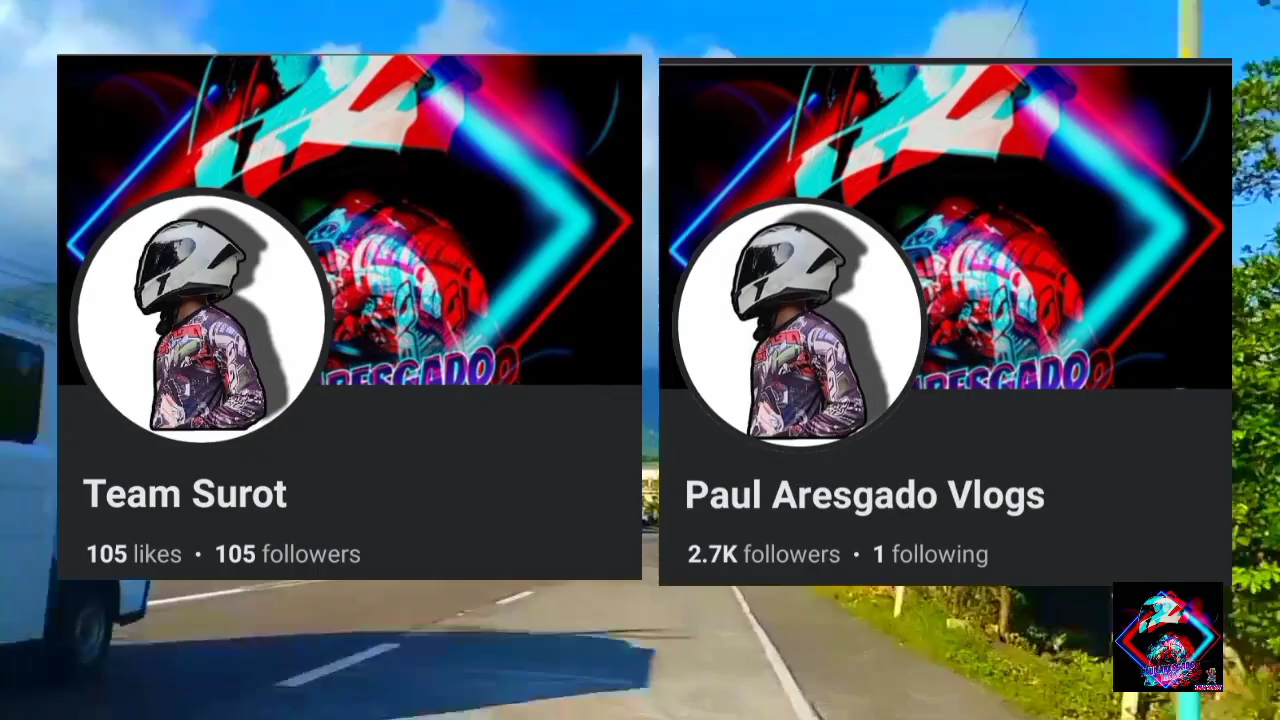 Team Surot
105 likes • 105 followers
Paul Aresgado Vlogs
2.7K followers • 1 following